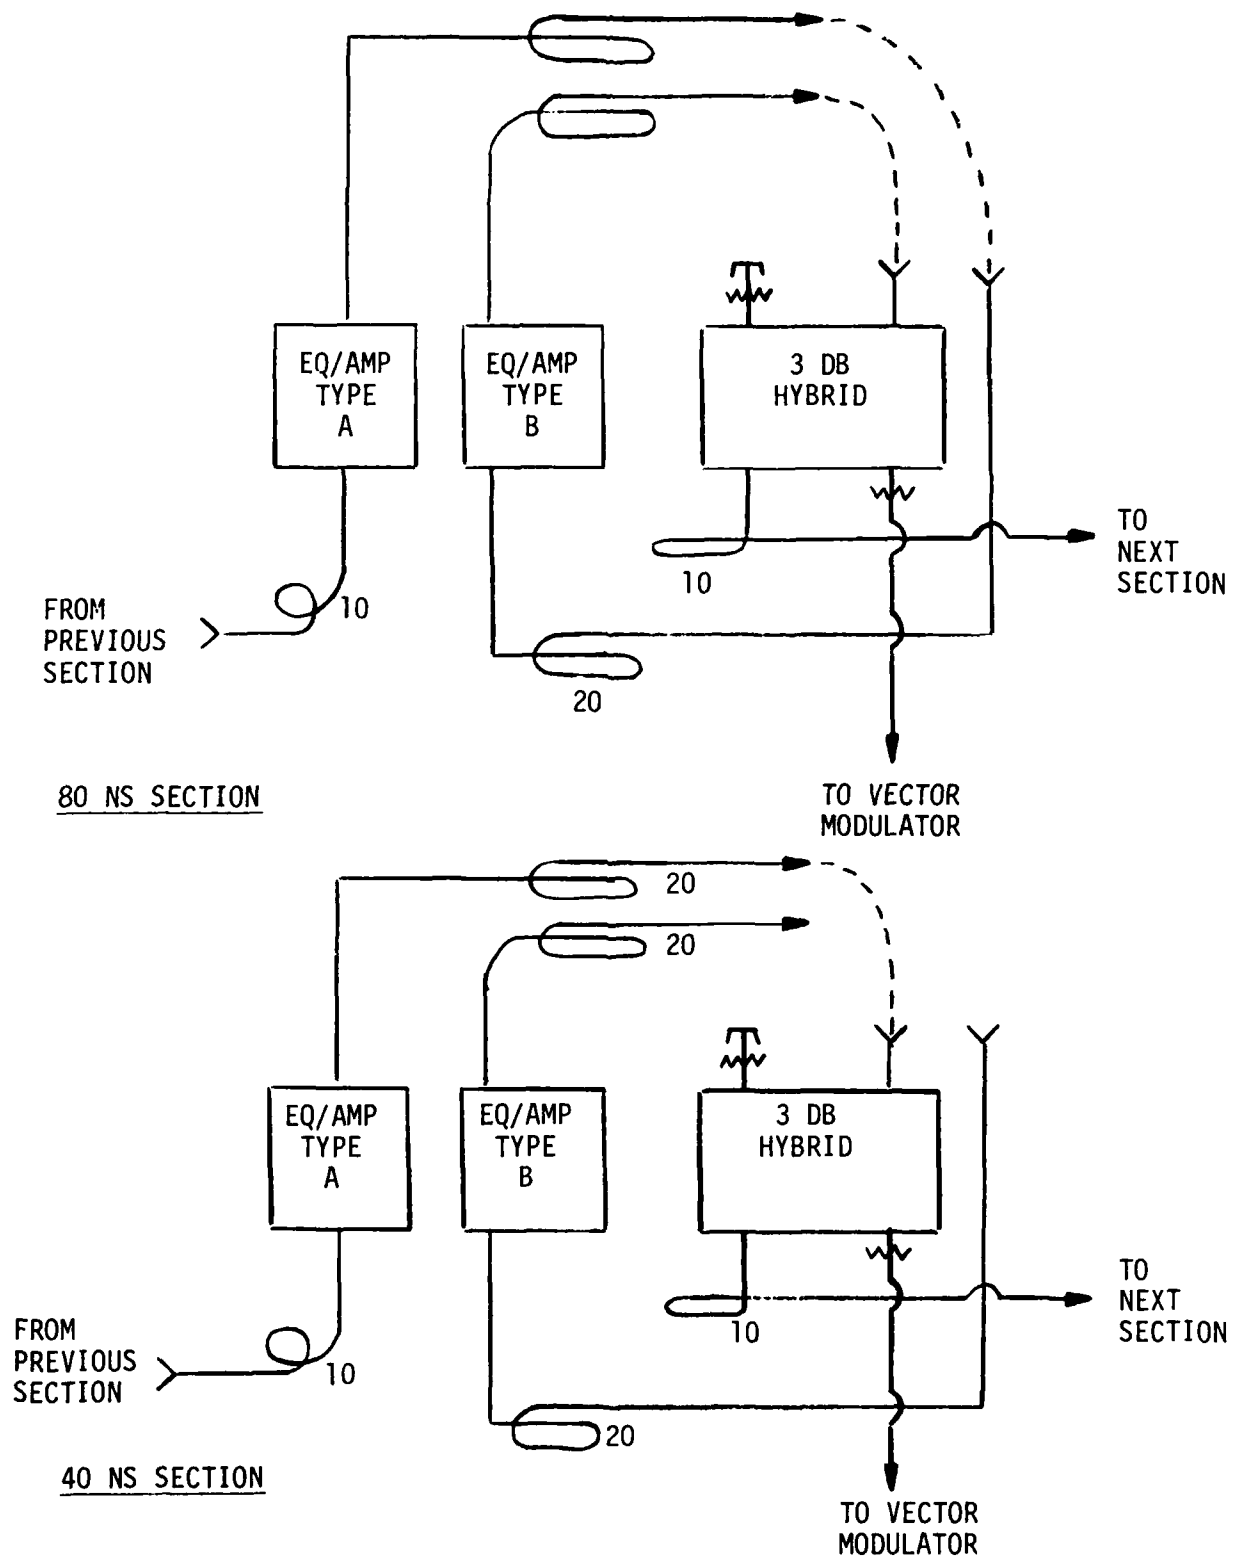 EQ/AMP
TYPE
A
EQ/AMP
TYPE
B
3 DB
HYBRID
TO
NEXT
SECTION
10
10
FROM
PREVIOUS
SECTION
20
80 NS SECTION
TO VECTOR
MODULATOR
20
20
EQ/AMP
TYPE
A
EQ/AMP
TYPE
B
3 DB
HYBRID
TO
NEXT
SECTION
10
FROM
PREVIOUS
SECTION
10
20
40 NS SECTION
TO VECTOR
MODULATOR